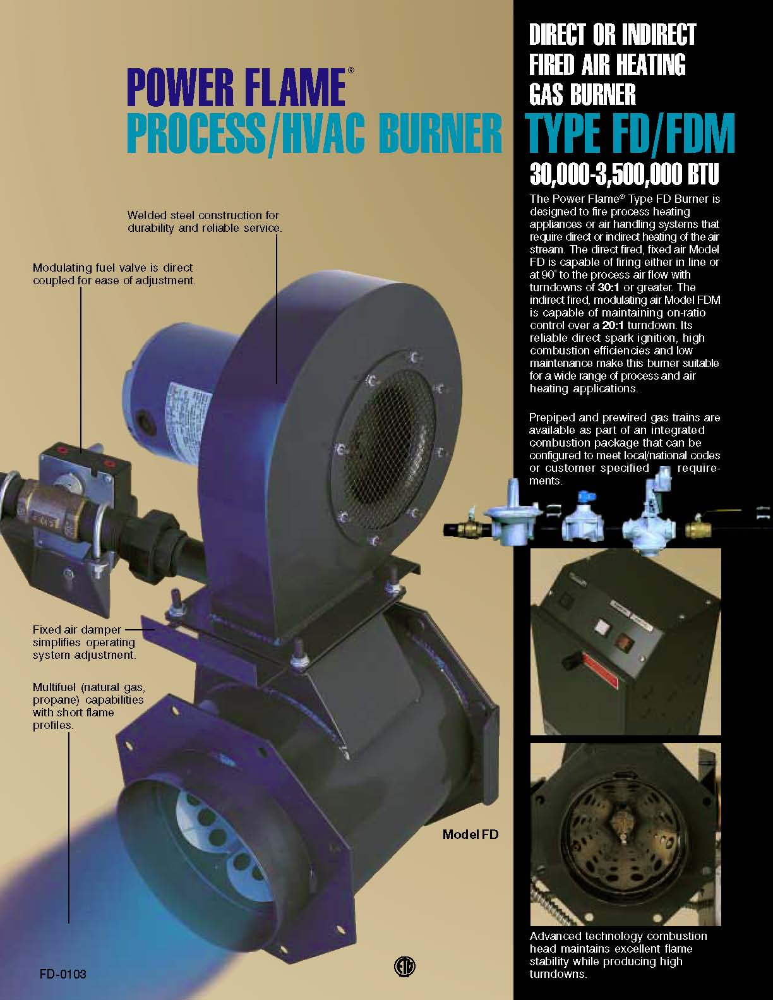 POWER FLAME®
PROCESS/HVAC BURNER TYPE FD/FDM
DIRECT OR INDIRECT
FIRED AIR HEATING
GAS BURNER
30,000-3,500,000 BTU
The Power Flame® Type FD Burner is
designed to fire process heating
appliances or air handling systems that
require direct or indirect heating of the air
stream. The direct fired, fixed air Model
FD is capable of firing either in line or
at 90° to the process air flow with
turndowns of 30:1 or greater. The
indirect fired, modulating air Model FDM
is capable of maintaining on-ratio
control over a 20:1 turndown. Its
reliable direct spark ignition, high
combustion efficiencies and low
maintenance make this burner suitable
for a wide range of process and air
heating applications.
Prepiped and prewired gas trains are
available as part of an integrated
combustion package that can be
configured to meet local/national codes
or customer specified require-
ments.
Welded steel construction for
durability and reliable service.
Modulating fuel valve is direct
coupled for ease of adjustment.
Fixed air damper
simplifies operating
system adjustment.
Multifuel (natural gas,
propane) capabilities
with short flame
profiles.
Model FD
Advanced technology combustion
head maintains excellent flame
stability while producing high
turndowns.
FD-0103